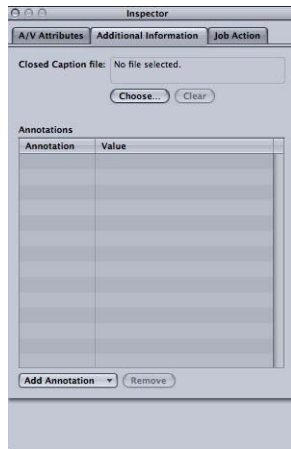 Inspector
A/V Attributes Additional Information Job Action
Closed Caption file: No file selected.
Choose... Clear
Annotations
Annotation Value
Add Annotation Remove